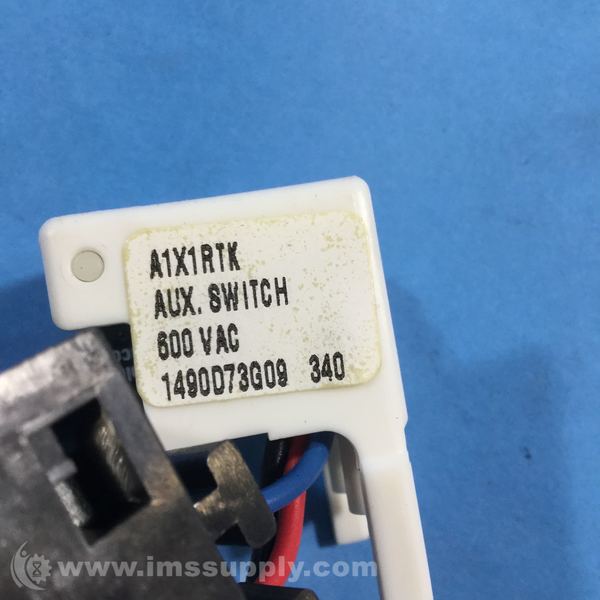 A1X1RTK
AUX. SWITCH
600 VAC
1490D73G09 340
www.imssupply.com